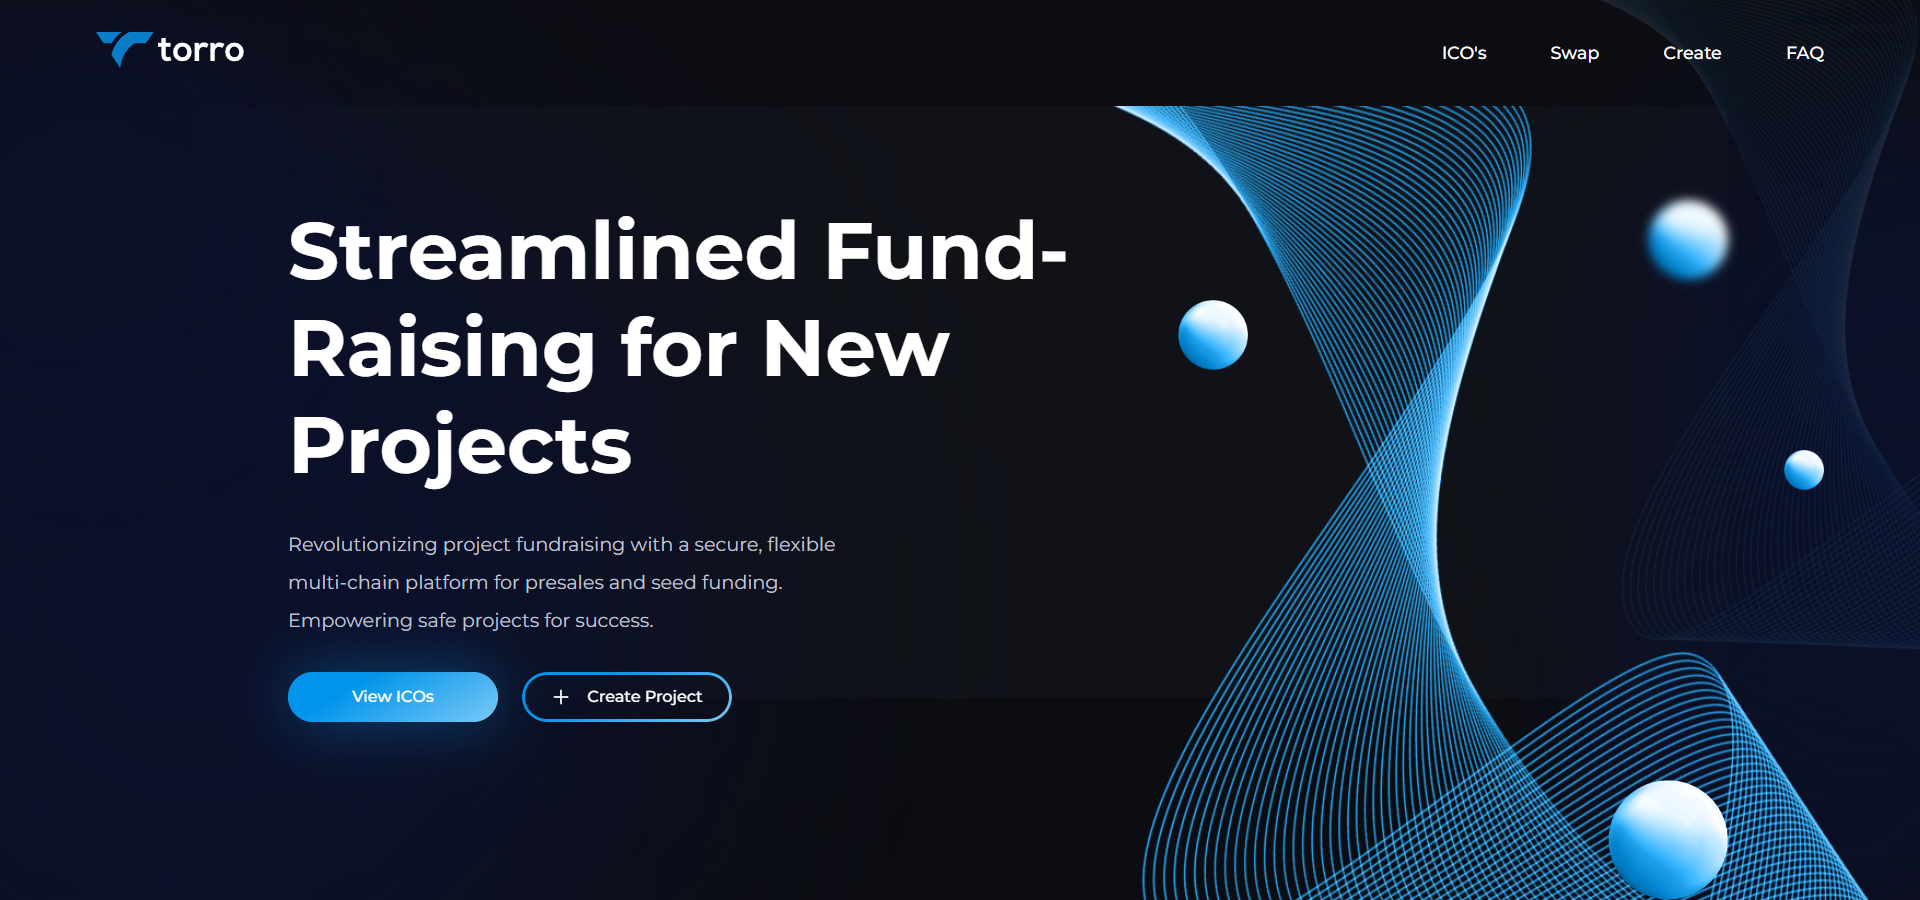 torro
ICO's Swap Create FAQ
Streamlined Fund-
Raising for New
Projects
Revolutionizing project fundraising with a secure, flexible
multi-chain platform for presales and seed funding.
Empowering safe projects for success.
View ICOs
+ Create Project